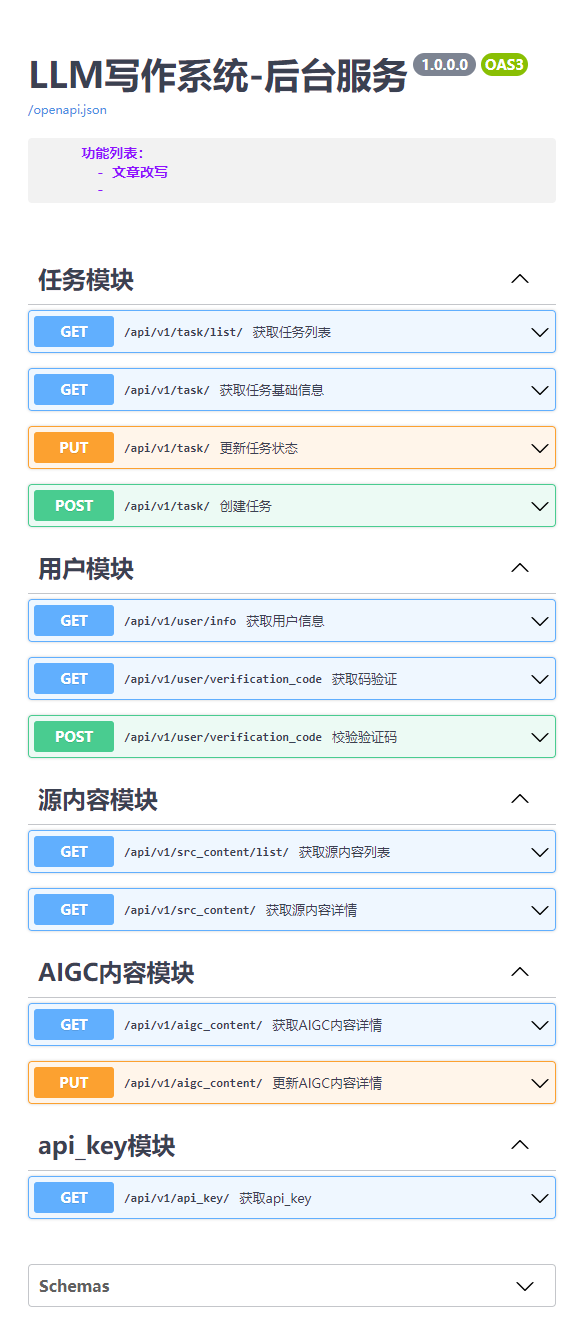 LLM写作系统-后台服务 1.0.0.0 OAS3
/openapi.json
功能列表:
- 文章改写
-
任务模块
GET /api/v1/task/list/ 获取任务列表
GET /api/v1/task/ 获取任务基础信息
PUT /api/v1/task/ 更新任务状态
POST /api/v1/task/ 创建任务
用户模块
GET /api/v1/user/info 获取用户信息
GET /api/v1/user/verification_code 获取码验证
POST /api/v1/user/verification_code 校验验证码
源内容模块
GET /api/v1/src_content/list/ 获取源内容列表
GET /api/v1/src_content/ 获取源内容详情
AIGC内容模块
GET /api/v1/aigc_content/ 获取AIGC内容详情
PUT /api/v1/aigc_content/ 更新AIGC内容详情
api_key模块
GET /api/v1/api_key/ 获取api_key
Schemas